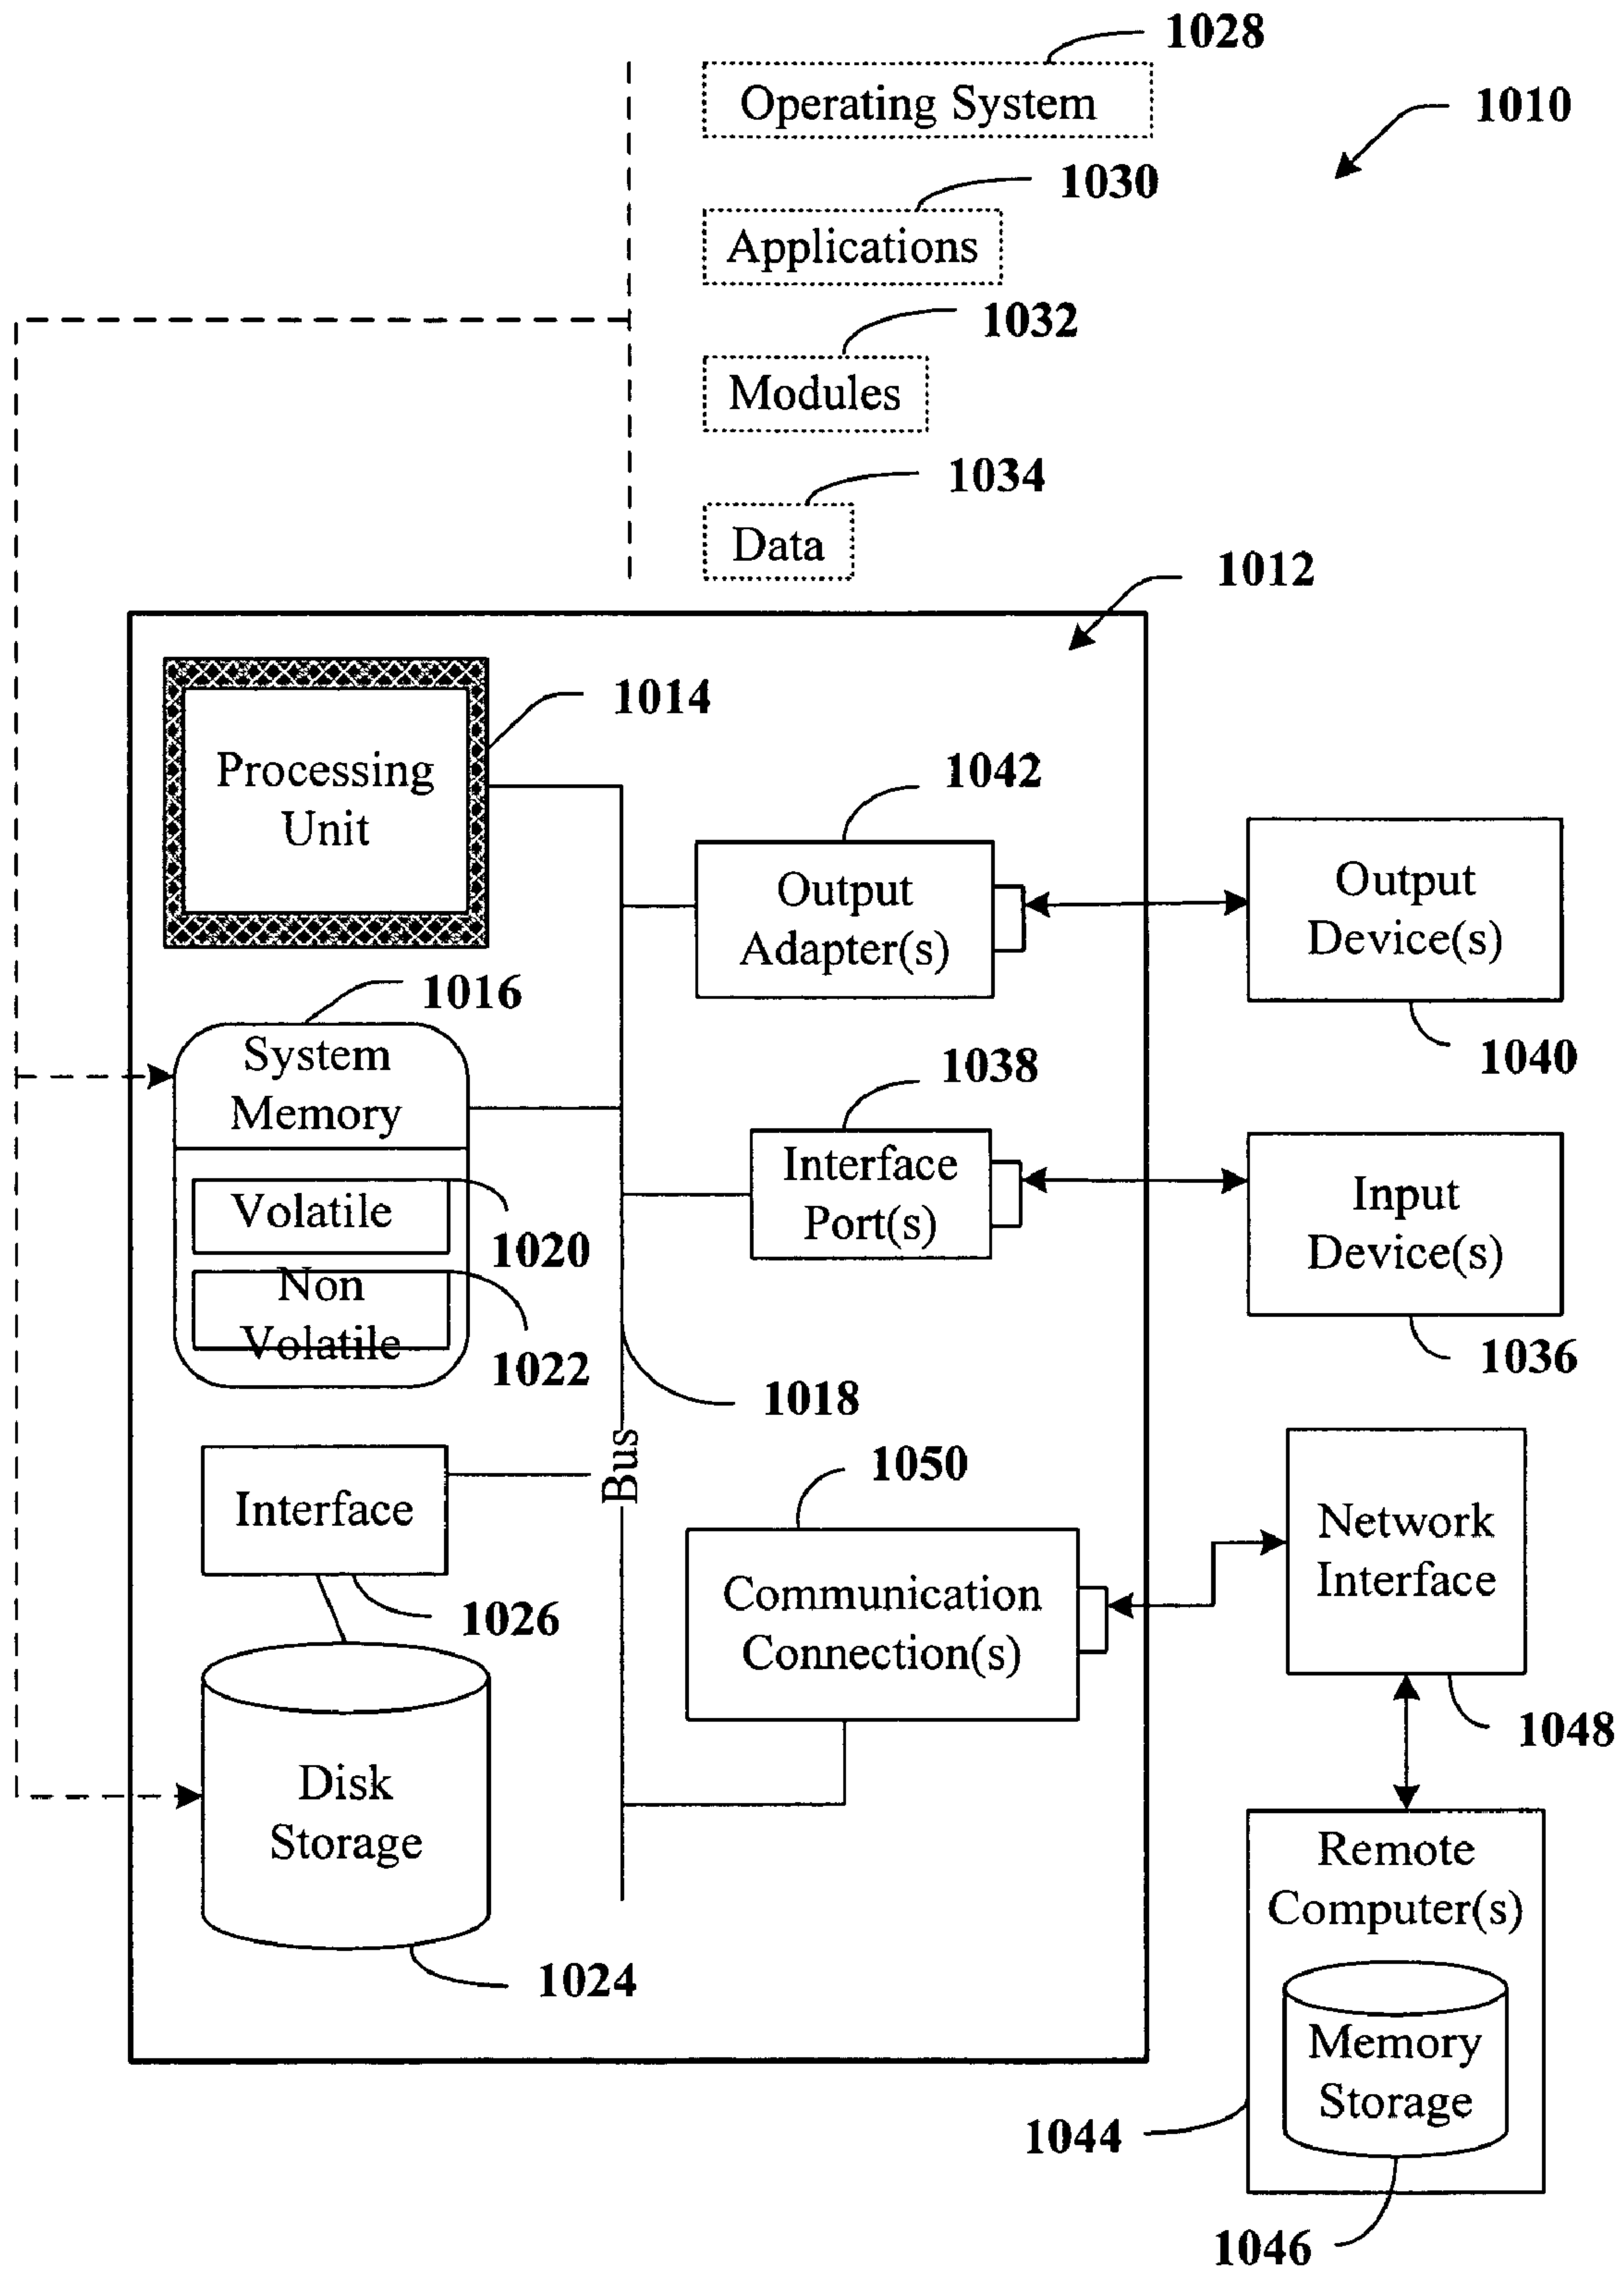 1028
Operating System
1010
1030
Applications
1032
Modules
1034
Data
1012
1014
Processing
Unit
1042
Output
Adapter(s)
Output
Device(s)
1040
1016
System
Memory
1038
Interface
Port(s)
Input
Device(s)
1036
Volatile
1020
Non
Volatile
1022
1018
Bus
Interface
1026
1050
Communication
Connection(s)
Network
Interface
1048
Disk
Storage
1024
Remote
Computer(s)
Memory
Storage
1044
1046